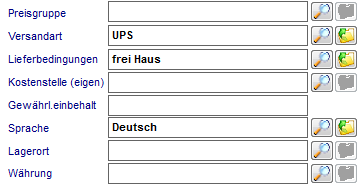 Preisgruppe
Versandart UPS
Lieferbedingungen frei Haus
Kostenstelle (eigen)
Gewährl.einbehalt
Sprache Deutsch
Lagerort
Währung